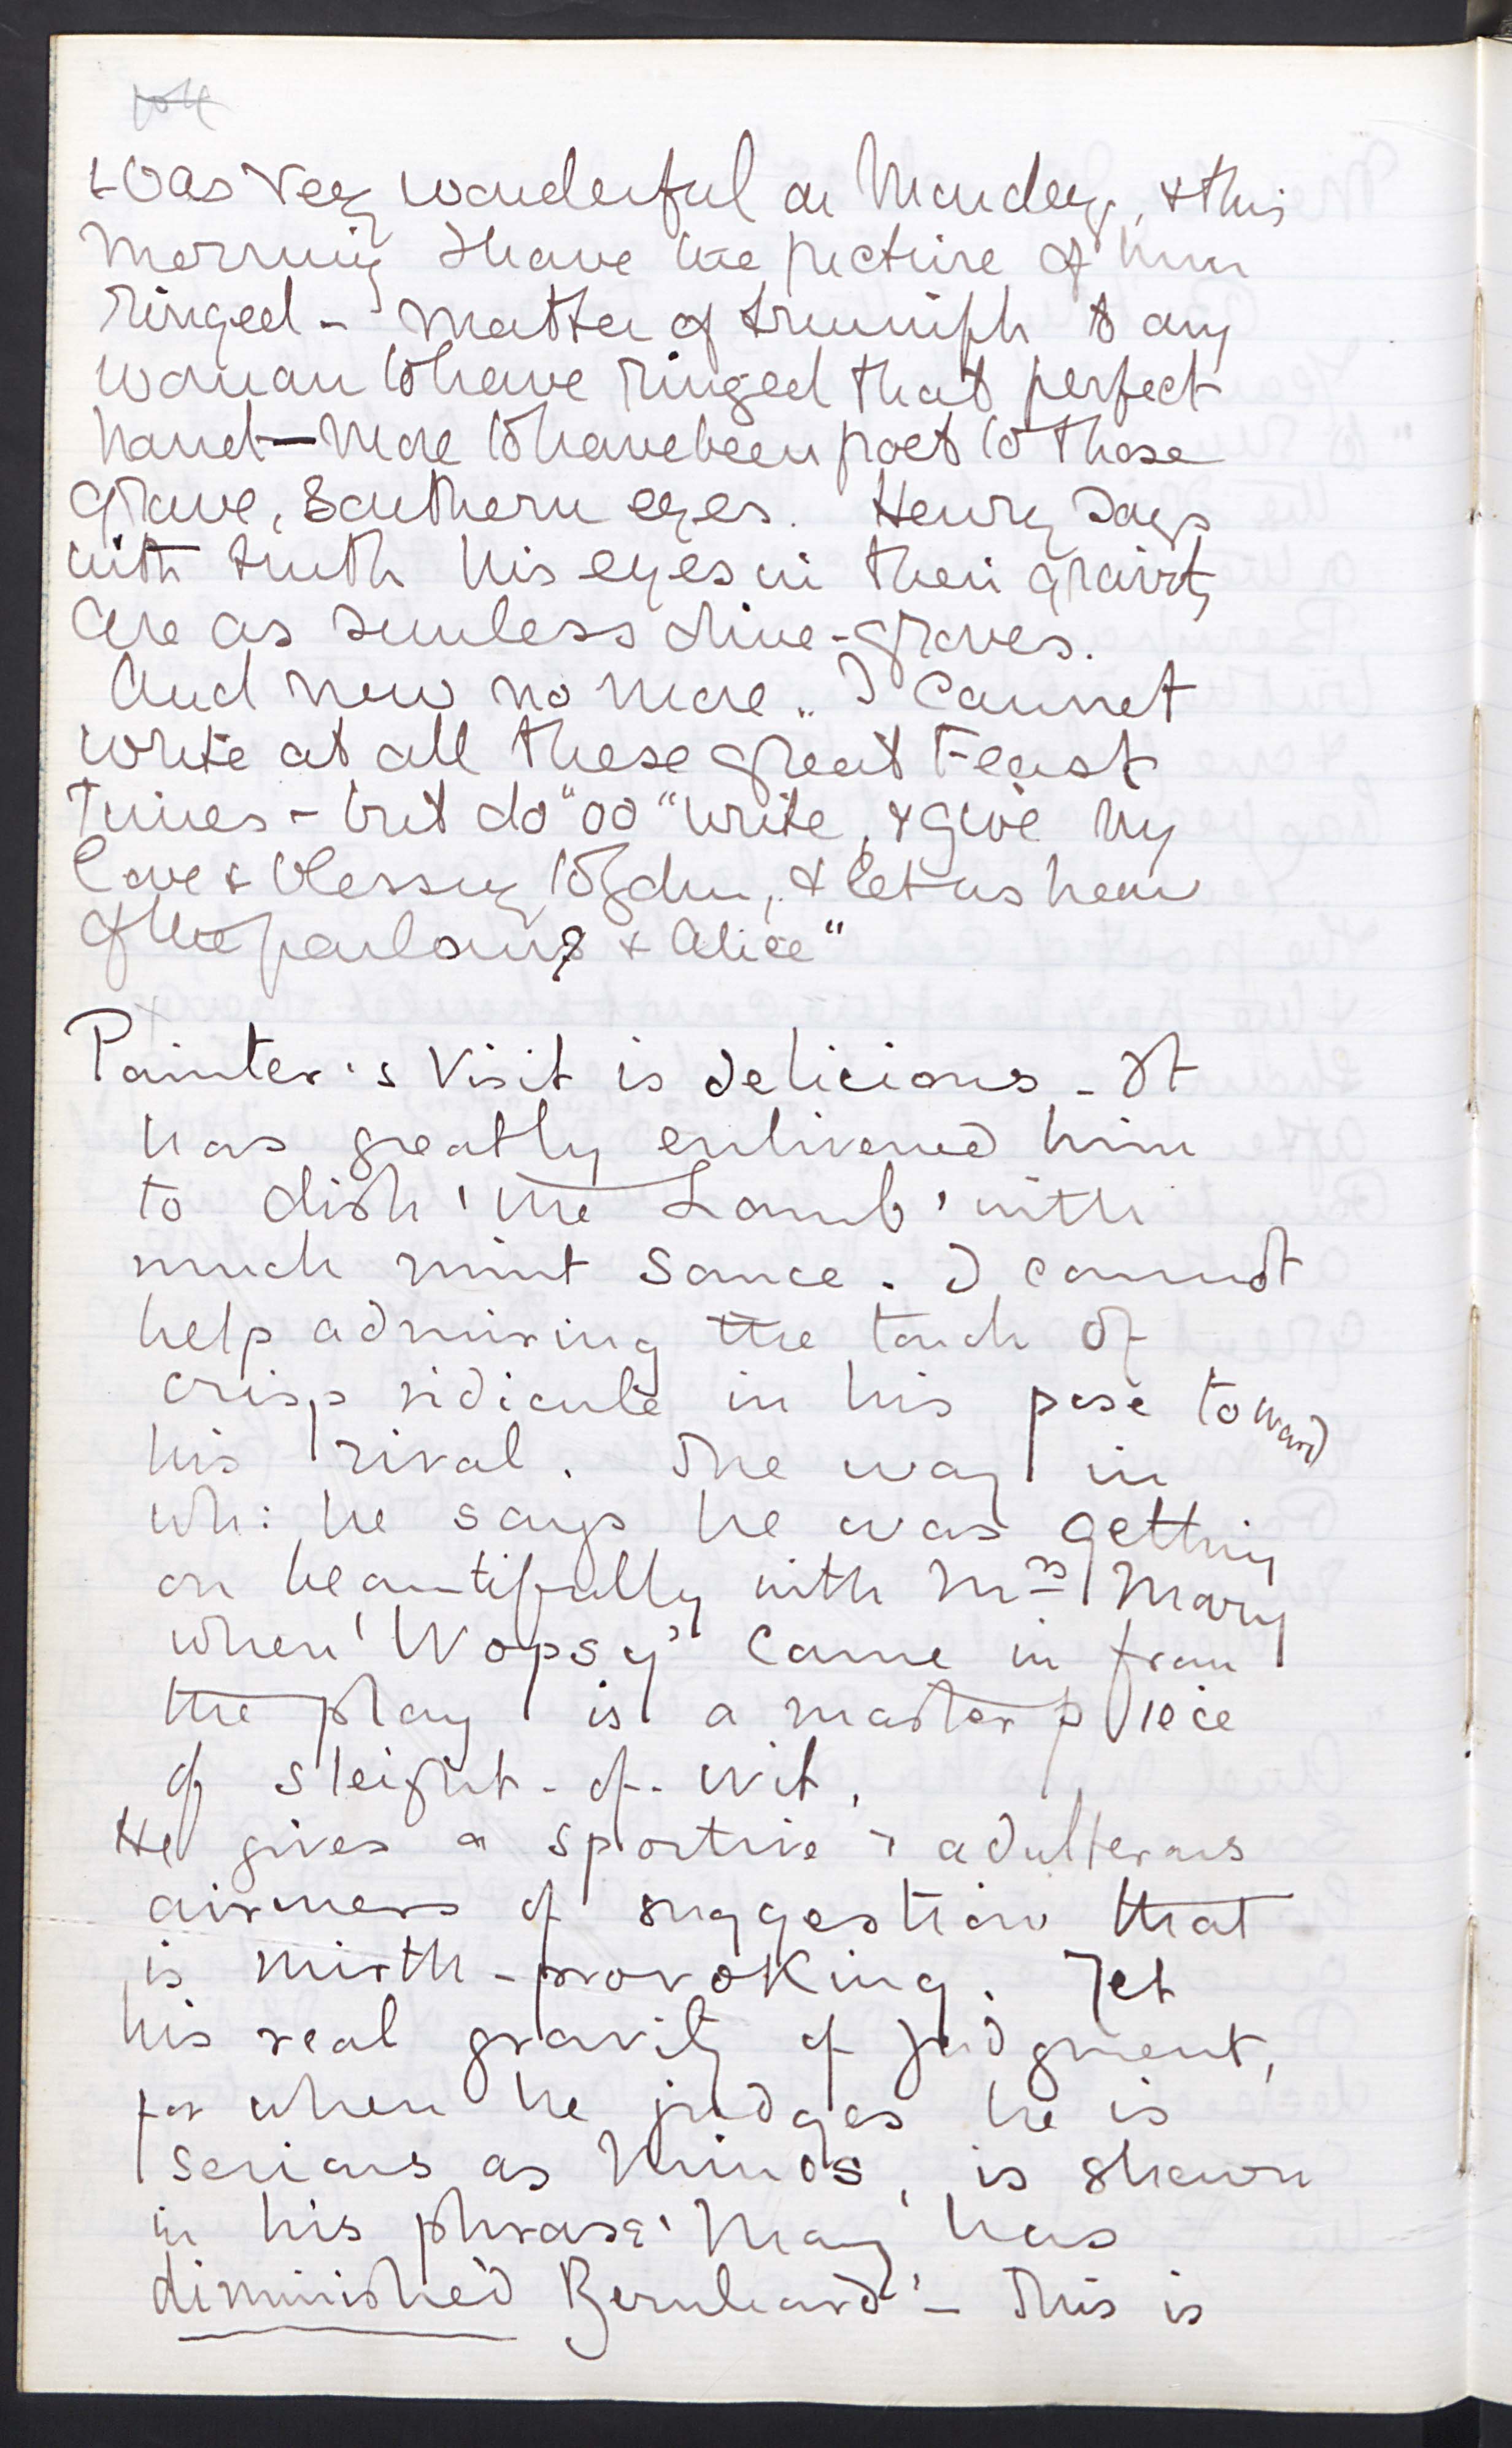 & was very wonderful on Monday, & this
morning I have the picture of him
ringed - matter of triumph to any
woman to have ringed that perfect
hand — more to have been poet to those
grave, Southern eyes. Henry says
with truth his eyes in their gravity
are as sunless olive-groves.
And now no more. I cannot
write at all these great Feast
Times - but do "oo" write, & give my
love & blessing to, & let us hear
of the parlour & Alice"
Painter's Visit is delicious - It
has greatly enlivened him
to dish 'the Lamb' with
much mint sauce. I cannot
help admiring the touch of
crisp ridicule in his pose toward
his rival. The way in
wh: he says he was getting
on beautifully with Mrs Mary
when 'Wopsy' came in from
the play is a masterpiece
of sleight-of-wit.
He gives a sportive & adulterous
airiness of suggestion that
is mirth-provoking. Yet
his real gravity of judgment,
for when he judges he is
serious as Minos, is shewn
in his phrase 'Mary has
diminished Bernhard' - This is